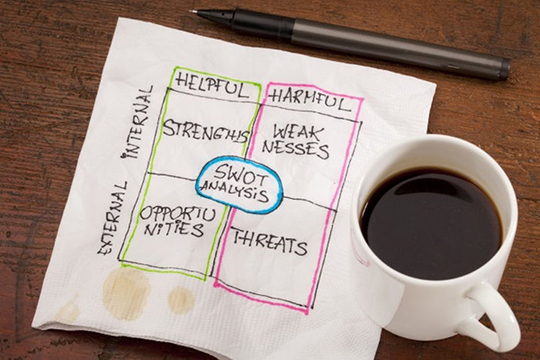 HELPFUL
HARMFUL
INTERNAL
STRENGTHS
WEAK
NESSES
SWOT
ANALYSIS
EXTERNAL
OPPORTU
NITIES
THREATS